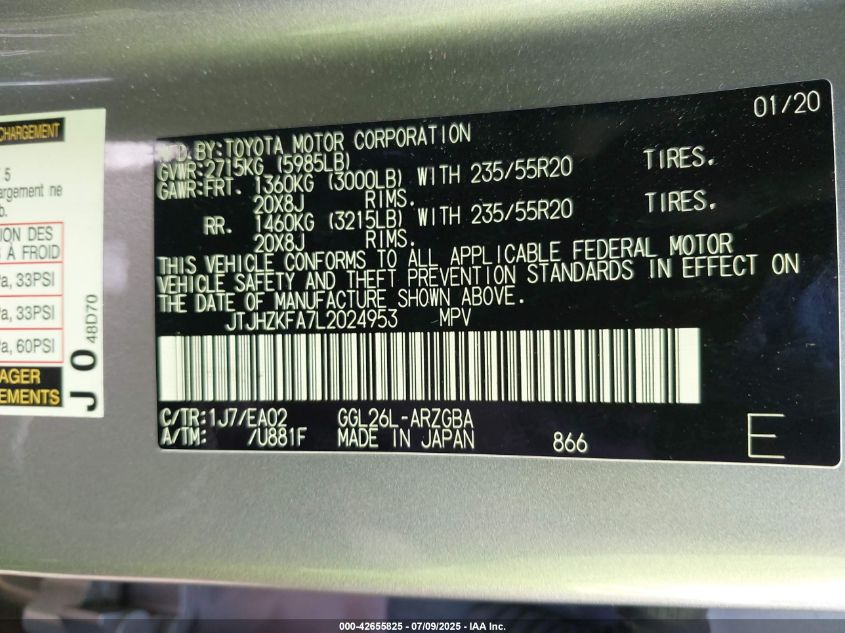 CHARGEMENT
5
argement ne
b.
ION DES
À FROID
a, 33PSI
a, 33PSI
a, 60PSI
AGER
EMENTS
J 0 48D70
01/20
MFD.BY:TOYOTA MOTOR CORPORATION
GVWR:2715KG (5985LB)
GAWR:FRT. 1360KG (3000LB) WITH 235/55R20 TIRES.
20X8J RIMS.
RR. 1460KG (3215LB) WITH 235/55R20 TIRES.
20X8J RIMS.
THIS VEHICLE CONFORMS TO ALL APPLICABLE FEDERAL MOTOR
VEHICLE SAFETY AND THEFT PREVENTION STANDARDS IN EFFECT ON
THE DATE OF MANUFACTURE SHOWN ABOVE.
JTJHZKFA7L2024953 MPV
C/TR:1J7/EA02 GGL26L-ARZGBA
A/TM: /U881F MADE IN JAPAN 866 E
000-42655825 - 07/09/2025 - IAA Inc.